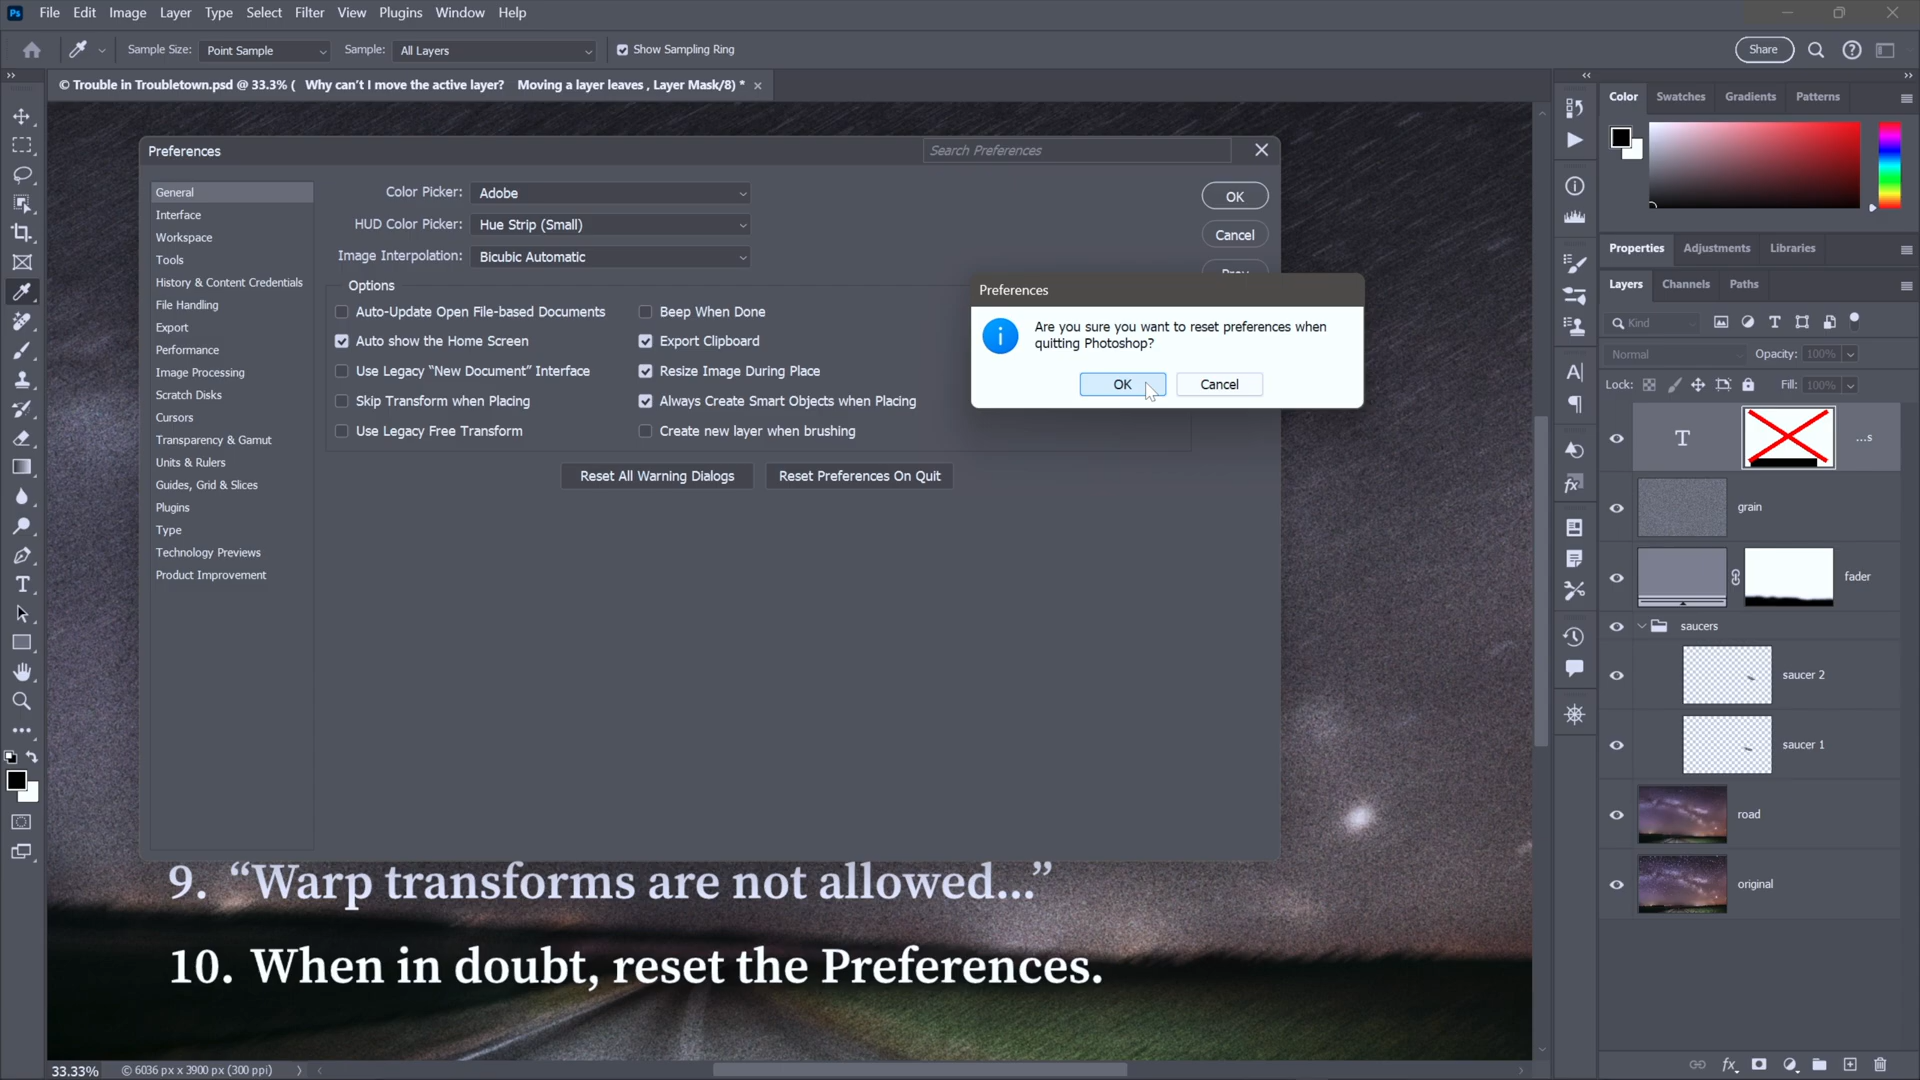 Ps File Edit Image Layer Type Select Filter View Plugins Window Help
Sample Size: Point Sample Sample: All Layers Show Sampling Ring Share
© Trouble in Troubletown.psd @ 33.3% ( Why can’t I move the active layer? Moving a layer leaves , Layer Mask/8) *
Preferences Search Preferences
General
Interface
Workspace
Tools
History & Content Credentials
File Handling
Export
Performance
Image Processing
Scratch Disks
Cursors
Transparency & Gamut
Units & Rulers
Guides, Grid & Slices
Plugins
Type
Technology Previews
Product Improvement
Color Picker: Adobe
HUD Color Picker: Hue Strip (Small)
Image Interpolation: Bicubic Automatic
Options
Auto-Update Open File-based Documents
Auto show the Home Screen
Use Legacy “New Document” Interface
Skip Transform when Placing
Use Legacy Free Transform
Beep When Done
Export Clipboard
Resize Image During Place
Always Create Smart Objects when Placing
Create new layer when brushing
Reset All Warning Dialogs Reset Preferences On Quit
OK
Cancel
Preferences
Are you sure you want to reset preferences when
quitting Photoshop?
OK Cancel
9. “Warp transforms are not allowed...”
10. When in doubt, reset the Preferences.
33.33% © 6036 px x 3900 px (300 ppi)
Color Swatches Gradients Patterns
Properties Adjustments Libraries
Layers Channels Paths
Kind
Normal Opacity: 100%
Lock: Fill: 100%
...s
grain
fader
saucers
saucer 2
saucer 1
road
original